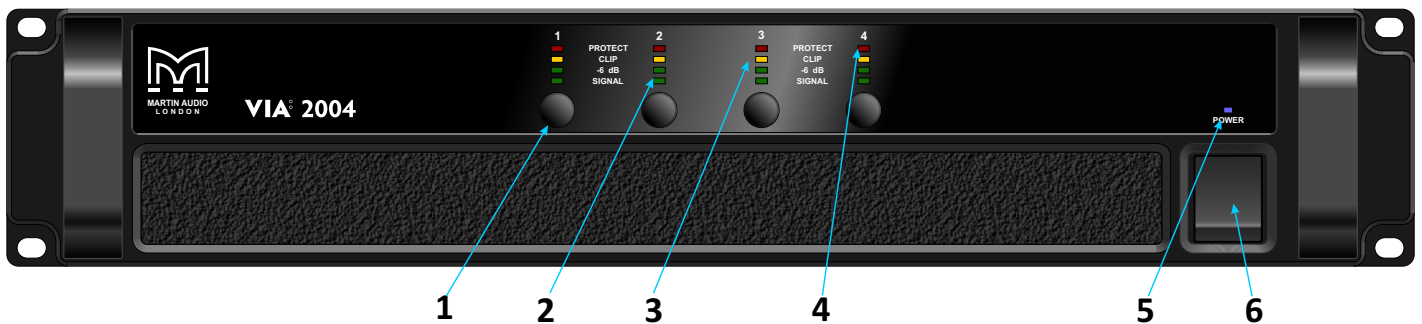 1 2 3 4
PROTECT PROTECT
CLIP CLIP
-6 dB -6 dB
SIGNAL SIGNAL
MARTIN AUDIO
LONDON
VIA 2004
POWER
1 2 3 4 5 6